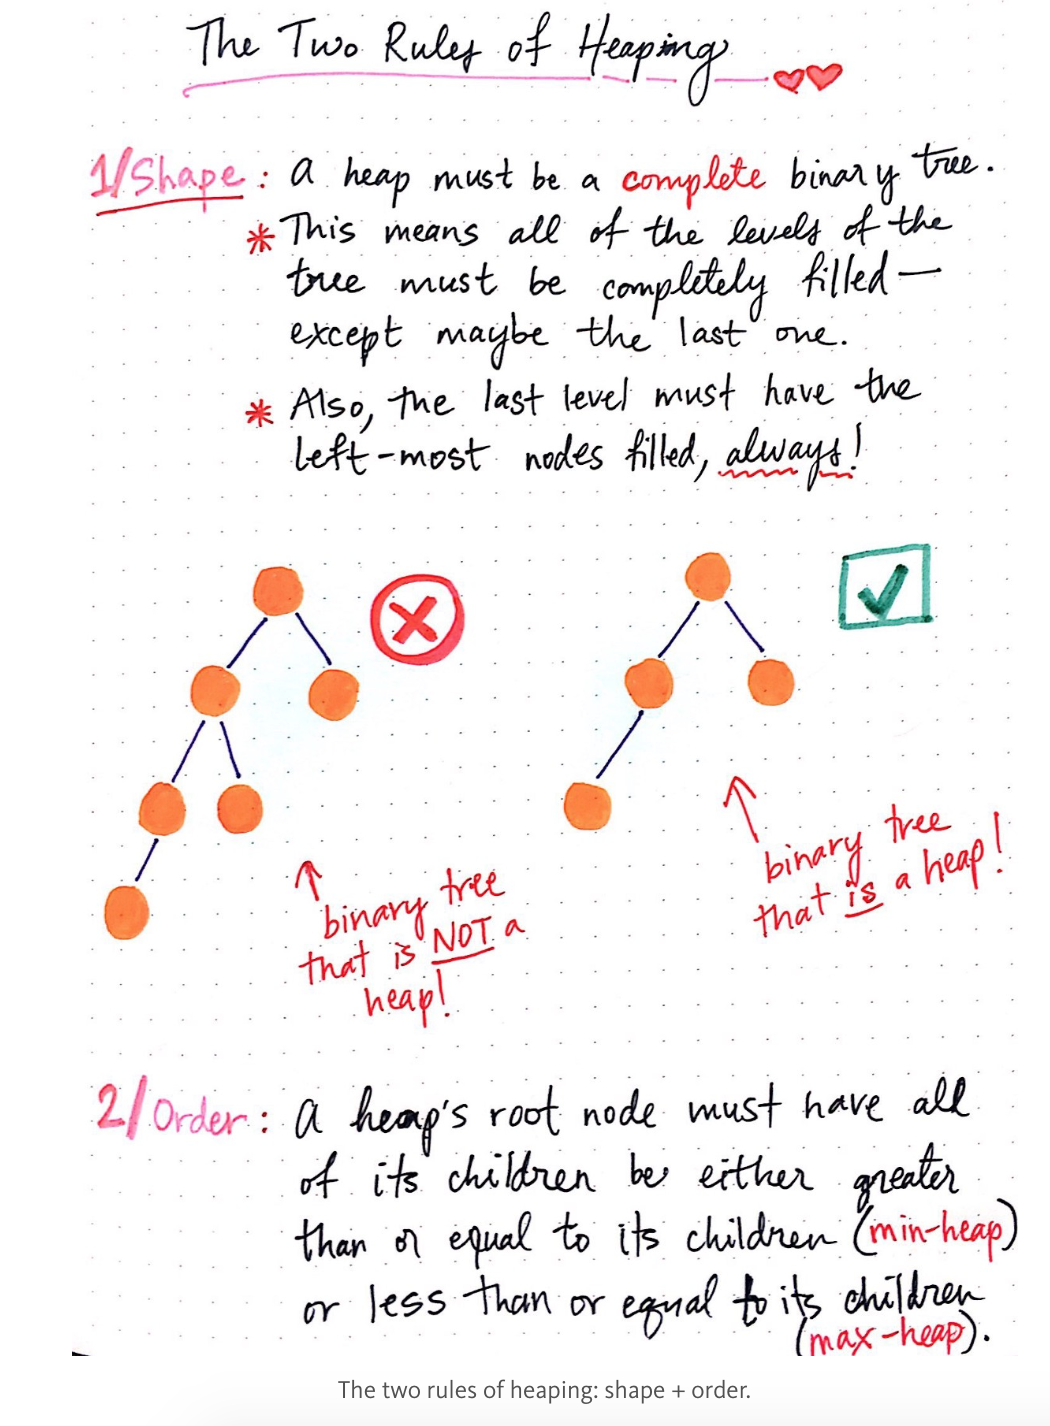 The Two Rules of Heaping
1/Shape: a heap must be a complete binary tree.
* This means all of the levels of the
tree must be completely filled—
except maybe the last one.
* Also, the last level must have the
left-most nodes filled, always!
binary tree
that is NOT a
heap!
binary tree
that is a heap!
2/Order: a heap's root node must have all
of its children be either greater
than or equal to its children (min-heap)
or less than or equal to its children
(max-heap).
The two rules of heaping: shape + order.